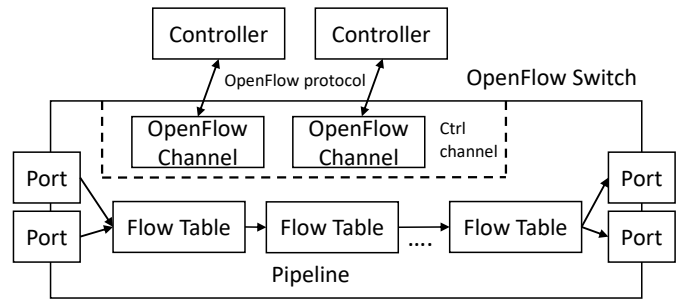 Controller
Controller
OpenFlow protocol
OpenFlow Switch
OpenFlow
Channel
OpenFlow
Channel
Ctrl
channel
Port
Port
Flow Table
Flow Table
....
Flow Table
Port
Port
Pipeline